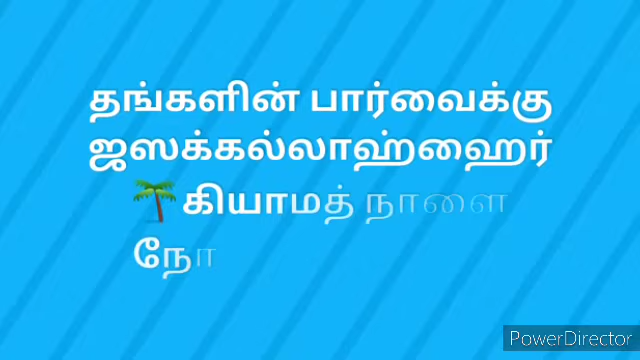 தங்களின் பார்வைக்கு
ஜஸக்கல்லாஹ்ஹைர்
🌴கியாமத் நாளை
நோ
PowerDirector